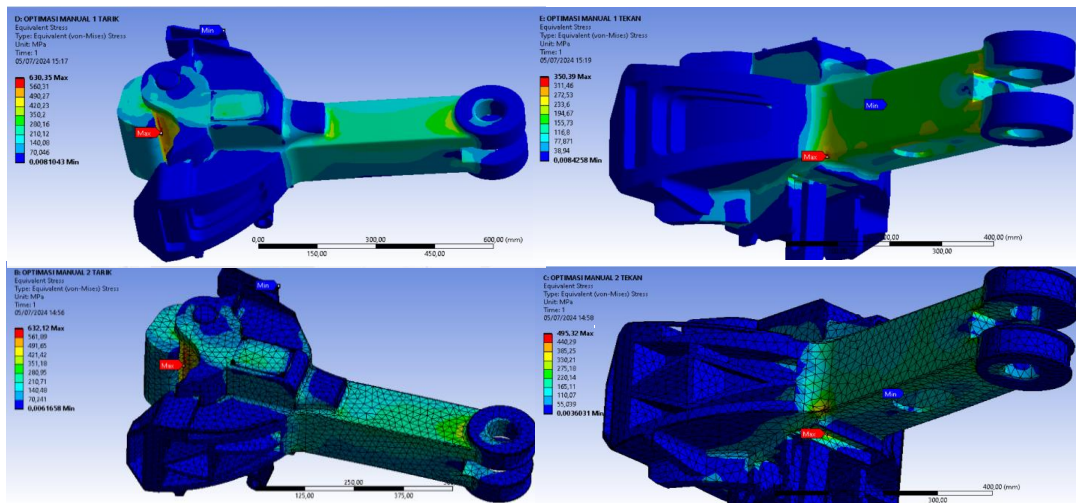 D: OPTIMASI MANUAL 1 TARIK
Equivalent Stress
Type: Equivalent (von-Mises) Stress
Unit: MPa
Time: 1
05/07/2024 15:17
630,35 Max
560,31
490,27
420,23
350,2
280,16
210,12
140,08
70,046
0,0081043 Min
Min
Max
0,00
300,00
600,00 (mm)
150,00
450,00
E: OPTIMASI MANUAL 1 TEKAN
Equivalent Stress
Type: Equivalent (von-Mises) Stress
Unit: MPa
Time: 1
05/07/2024 15:19
350,39 Max
311,46
272,53
233,6
194,67
155,73
116,8
77,871
38,94
0,0084258 Min
Min
Max
400,00 (mm)
300,00
B: OPTIMASI MANUAL 2 TARIK
Equivalent Stress
Type: Equivalent (von-Mises) Stress
Unit: MPa
Time: 1
05/07/2024 14:56
632,12 Max
561,89
491,65
421,42
351,18
280,95
210,71
140,48
70,241
0,0061658 Min
Min
Max
250,00
125,00
375,00
C: OPTIMASI MANUAL 2 TEKAN
Equivalent Stress
Type: Equivalent (von-Mises) Stress
Unit: MPa
Time: 1
05/07/2024 14:58
495,32 Max
440,29
385,25
330,21
275,18
220,14
165,11
110,07
55,039
0,0036031 Min
Min
Max
400,00 (mm)
300,00